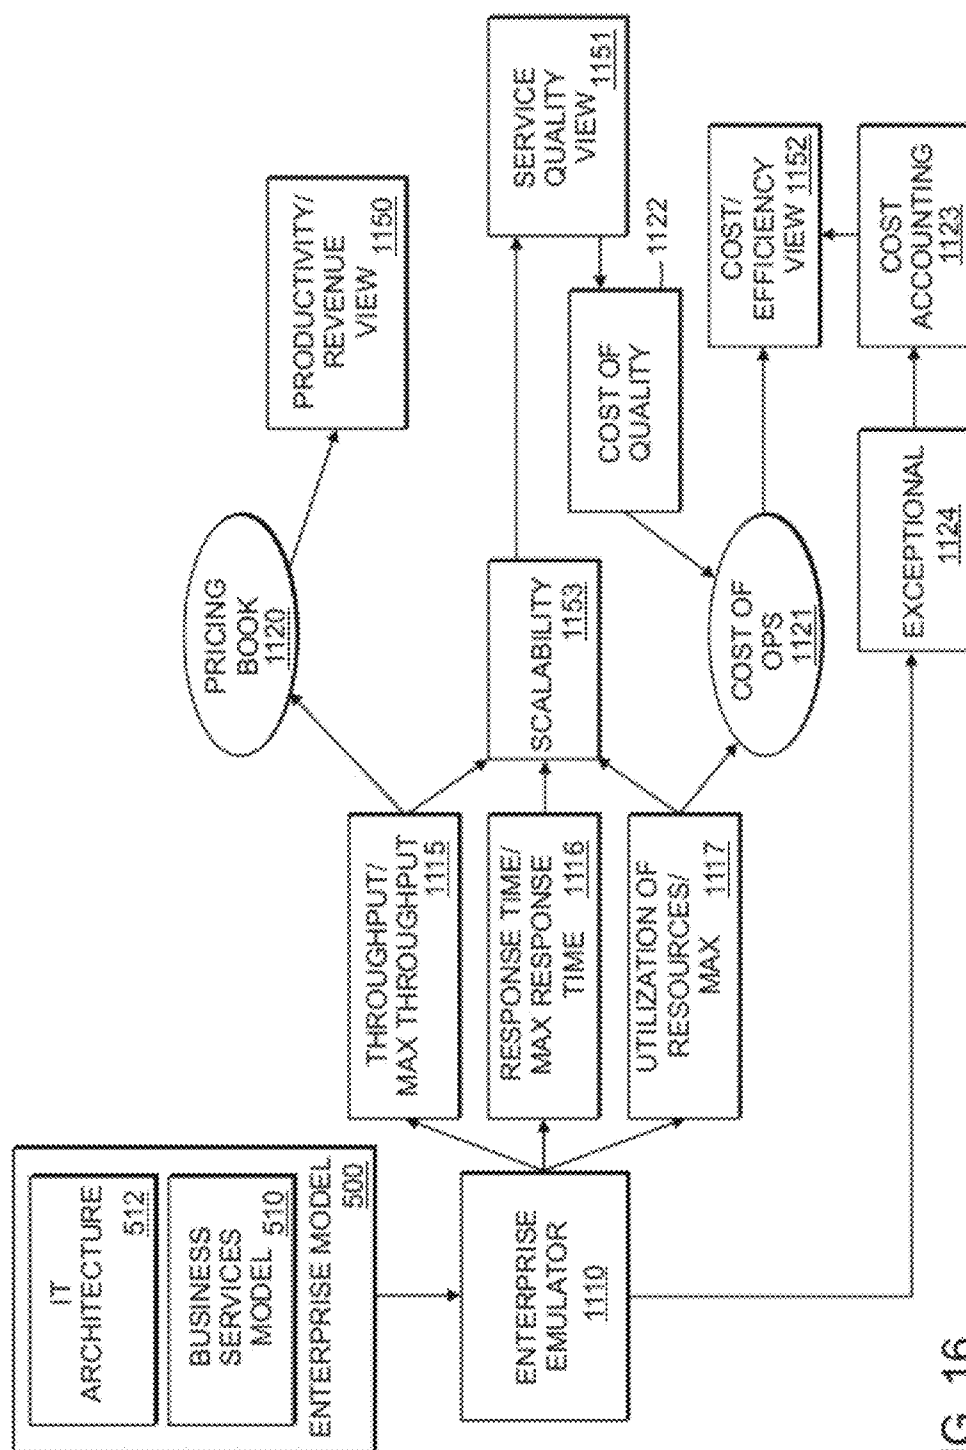 IT
ARCHITECTURE
512
BUSINESS
SERVICES
MODEL 510
ENTERPRISE MODEL
500
ENTERPRISE
EMULATOR
1110
THROUGHPUT/
MAX THROUGHPUT
1115
RESPONSE TIME/
MAX RESPONSE
TIME 1116
UTILIZATION OF
RESOURCES/
MAX 1117
PRICING
BOOK
1120
SCALABILITY
1153
COST OF
OPS
1121
EXCEPTIONAL
1124
PRODUCTIVITY/
REVENUE
VIEW 1150
SERVICE
QUALITY
VIEW 1151
COST OF
QUALITY
1122
COST/
EFFICIENCY
VIEW 1152
COST
ACCOUNTING
1123
16